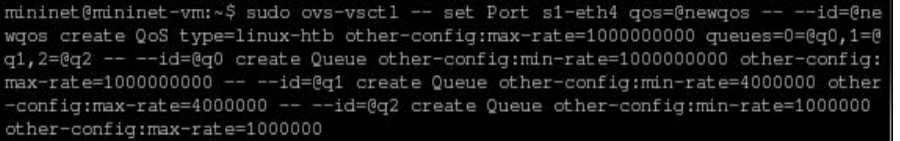 mininet@mininet-vm:~$ sudo ovs-vsctl -- set Port s1-eth4 qos=@newqos -- --id=@ne
wqos create QoS type=linux-htb other-config:max-rate=1000000000 queues=0=@q0,1=@
q1,2=@q2 -- --id=@q0 create Queue other-config:min-rate=1000000000 other-config:
max-rate=1000000000 -- --id=@q1 create Queue other-config:min-rate=4000000 other
-config:max-rate=4000000 -- --id=@q2 create Queue other-config:min-rate=1000000
other-config:max-rate=1000000